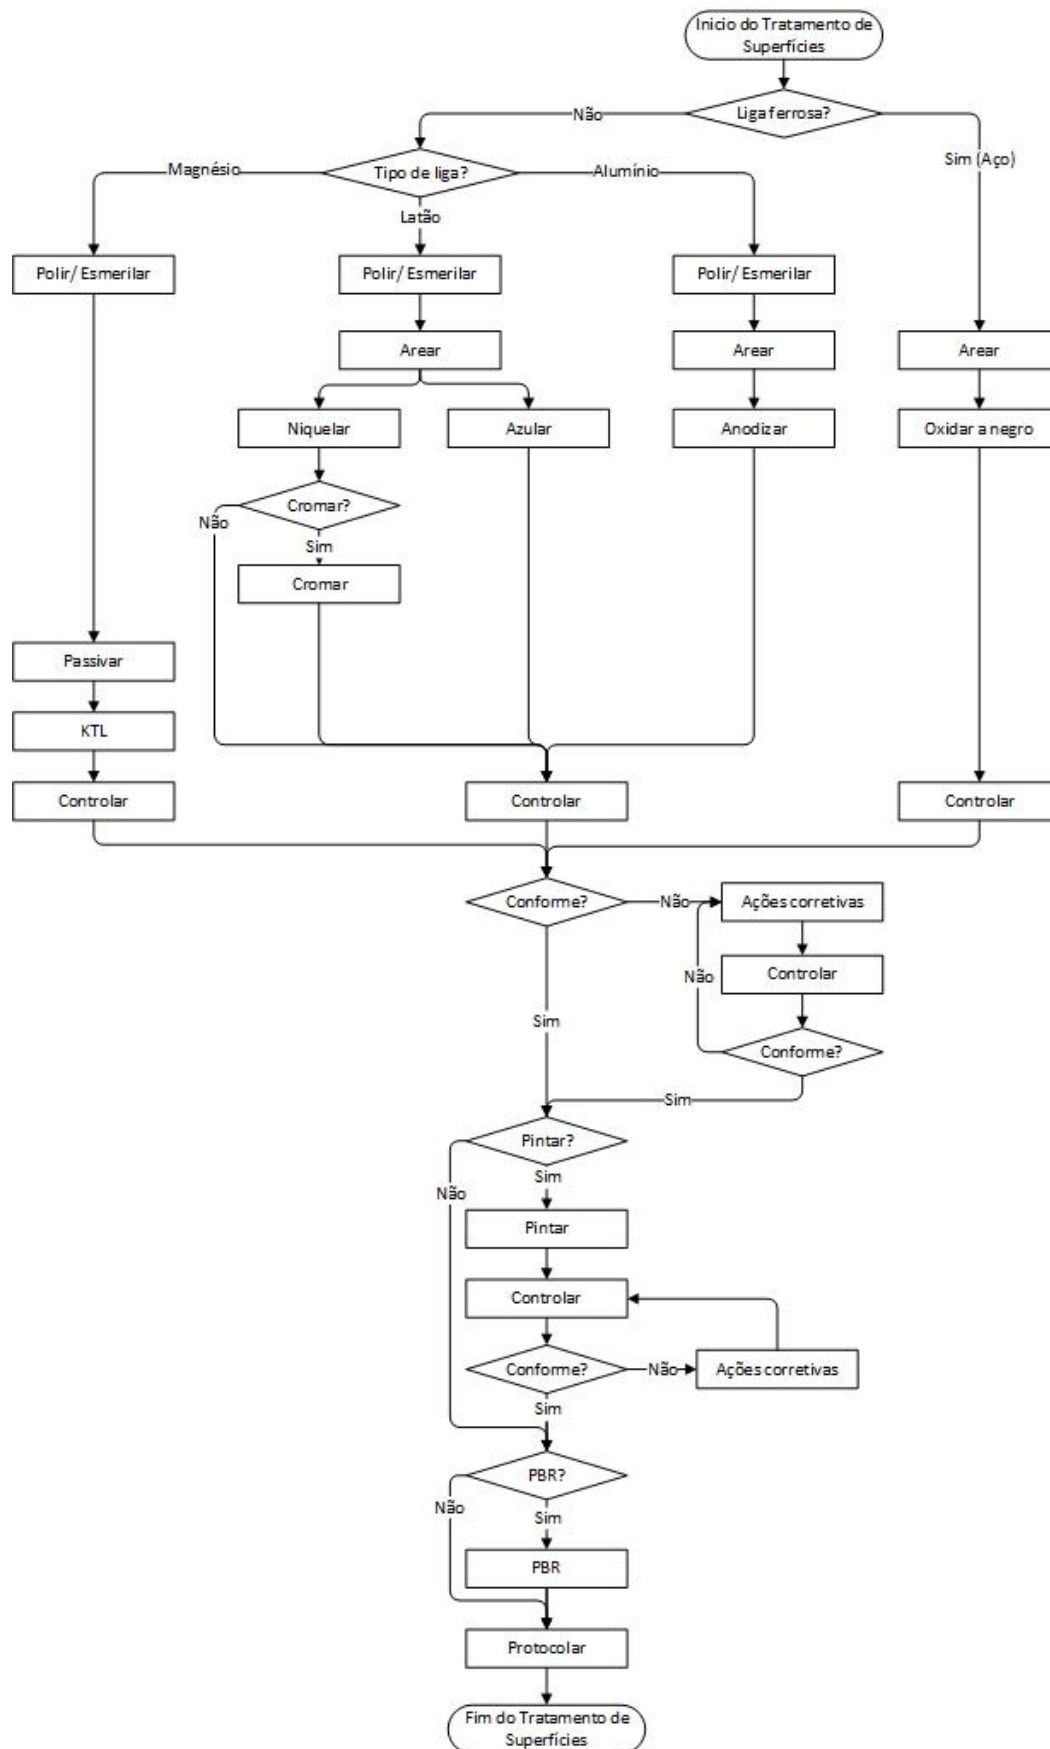 Inicio do Tratamento de
Superfícies
Liga ferrosa?
Não
Sim (Aço)
Tipo de liga?
Magnésio
Latão
Alumínio
Polir/ Esmerilar
Polir/ Esmerilar
Polir/ Esmerilar
Arear
Arear
Arear
Niquelar
Azular
Anodizar
Oxidar a negro
Cromar?
Não
Sim
Cromar
Passivar
KTL
Controlar
Controlar
Controlar
Conforme?
Não
Ações corretivas
Controlar
Não
Sim
Conforme?
Sim
Pintar?
Sim
Não
Pintar
Controlar
Conforme?
Não
Ações corretivas
Sim
PBR?
Não
Sim
PBR
Protocolar
Fim do Tratamento de
Superfícies